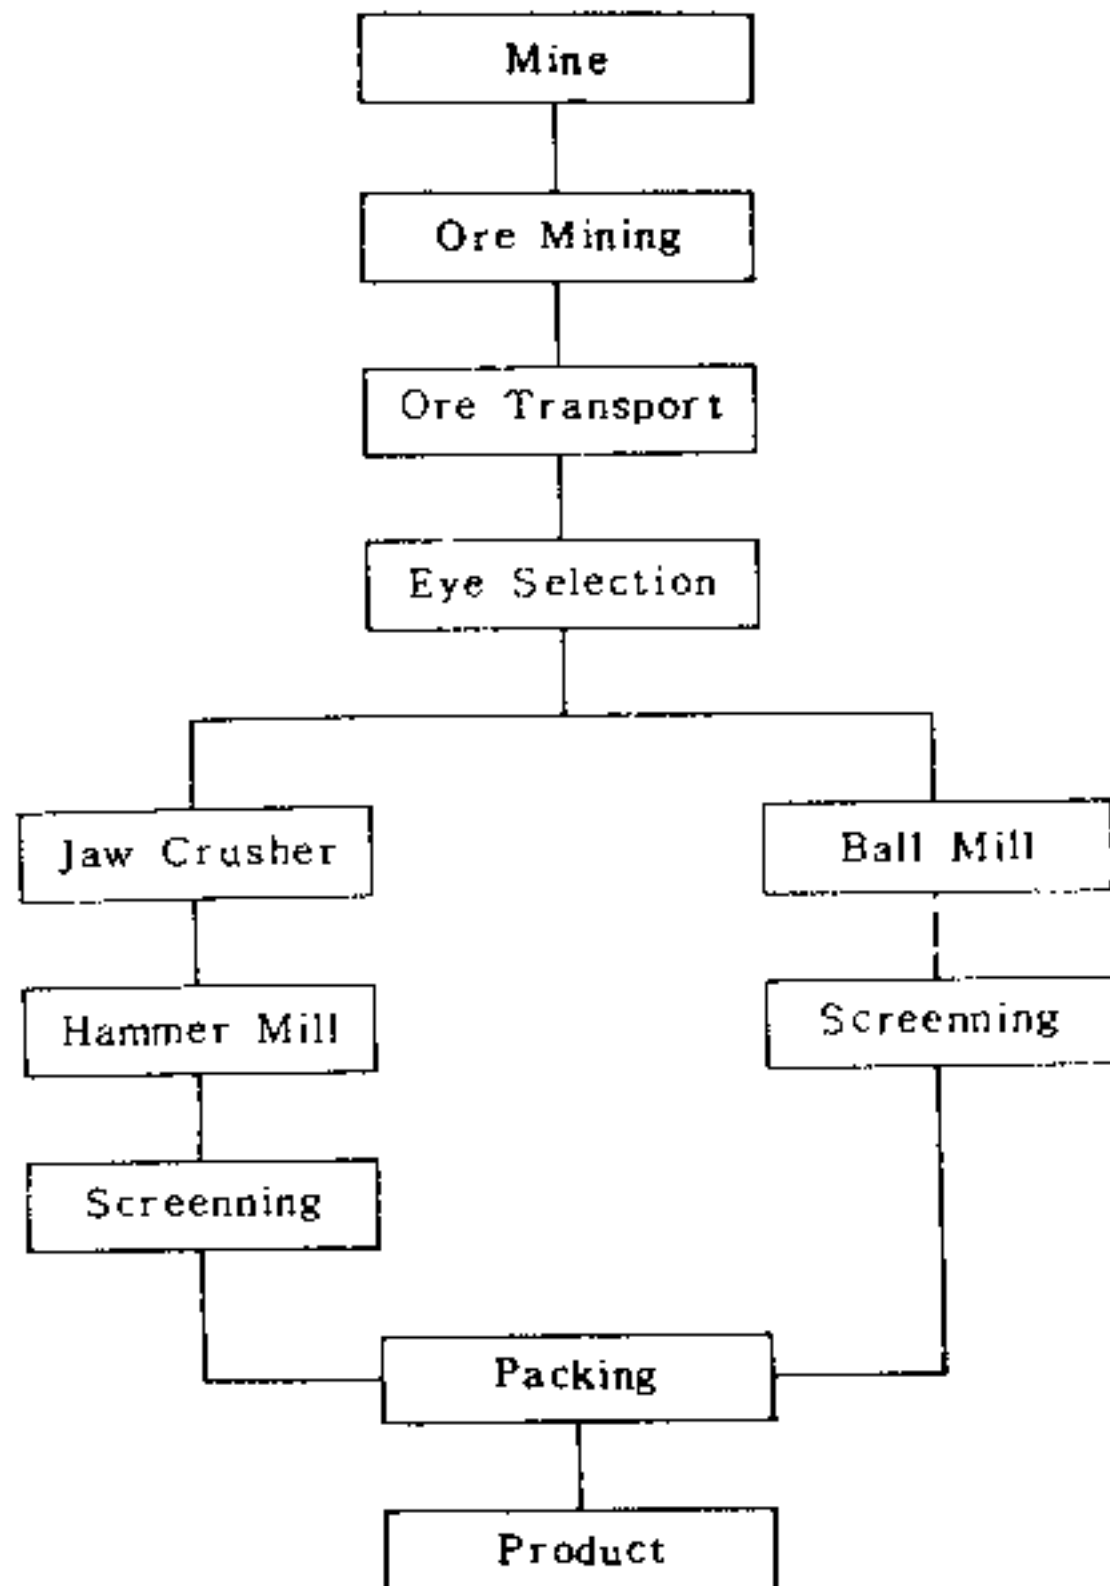 Mine
Ore Mining
Ore Transport
Eye Selection
Jaw Crusher
Ball Mill
Hammer Mill
Screenning
Screenning
Packing
Product